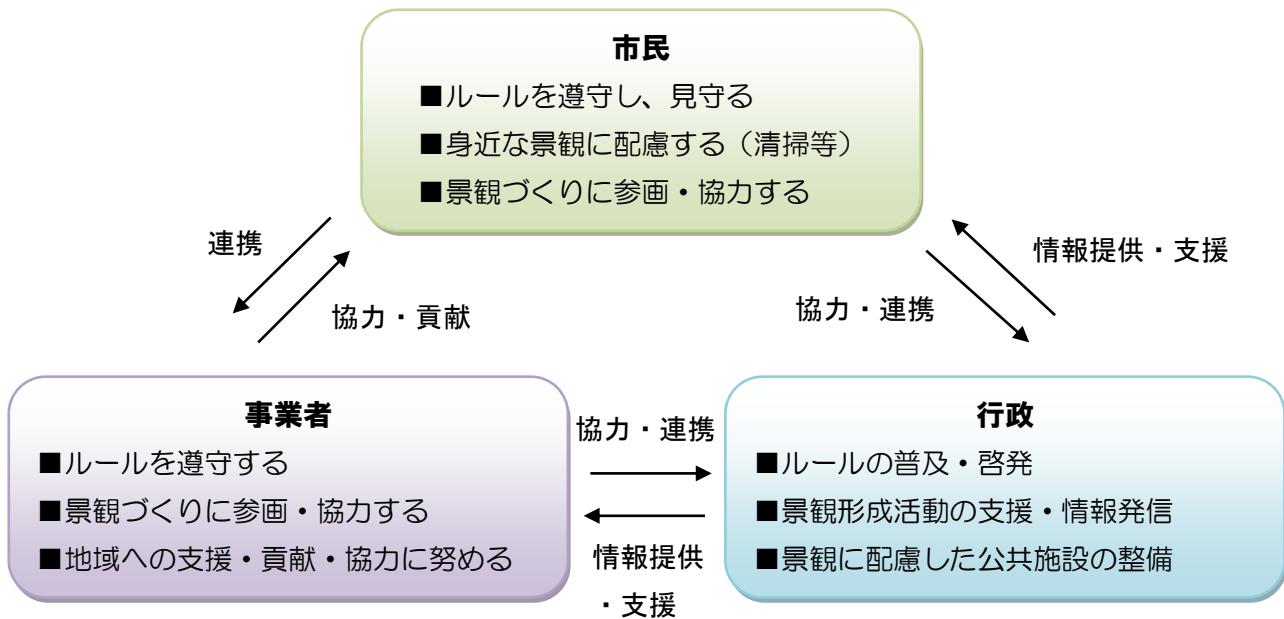 市民
■ルールを遵守し、見守る
■身近な景観に配慮する（清掃等）
■景観づくりに参画・協力する
連携
協力・貢献
情報提供・支援
協力・連携
事業者
■ルールを遵守する
■景観づくりに参画・協力する
■地域への支援・貢献・協力に努める
協力・連携
情報提供
・支援
行政
■ルールの普及・啓発
■景観形成活動の支援・情報発信
■景観に配慮した公共施設の整備